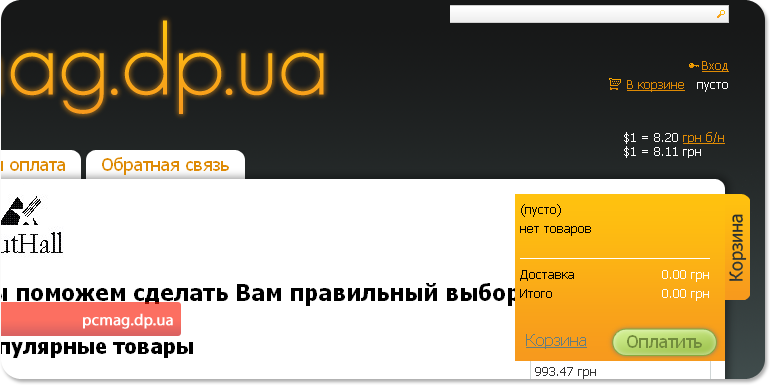 ag.dp.ua
Вход
В корзине пусто
$1 = 8.20 грн б/н
$1 = 8.11 грн
оплата
Обратная связь
utHall
(пусто)
нет товаров
Доставка 0.00 грн
Итого 0.00 грн
Корзина Оплатить
Корзина
ы поможем сделать Вам правильный выбор
pcmag.dp.ua
пулярные товары
993.47 грн